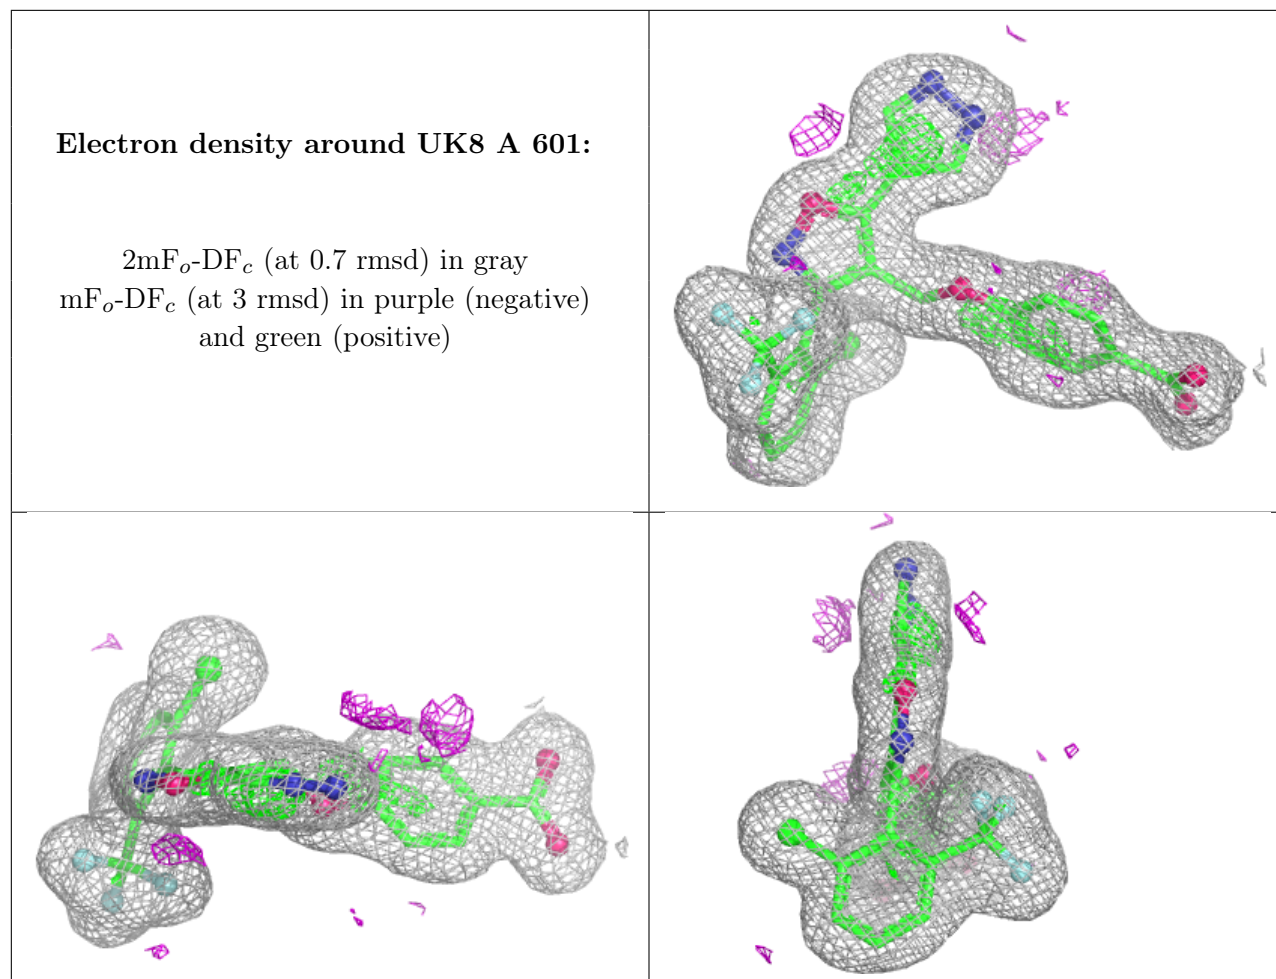 Electron density around UK8 A 601:
2mFo-DFc (at 0.7 rmsd) in gray
mFo-DFc (at 3 rmsd) in purple (negative)
and green (positive)